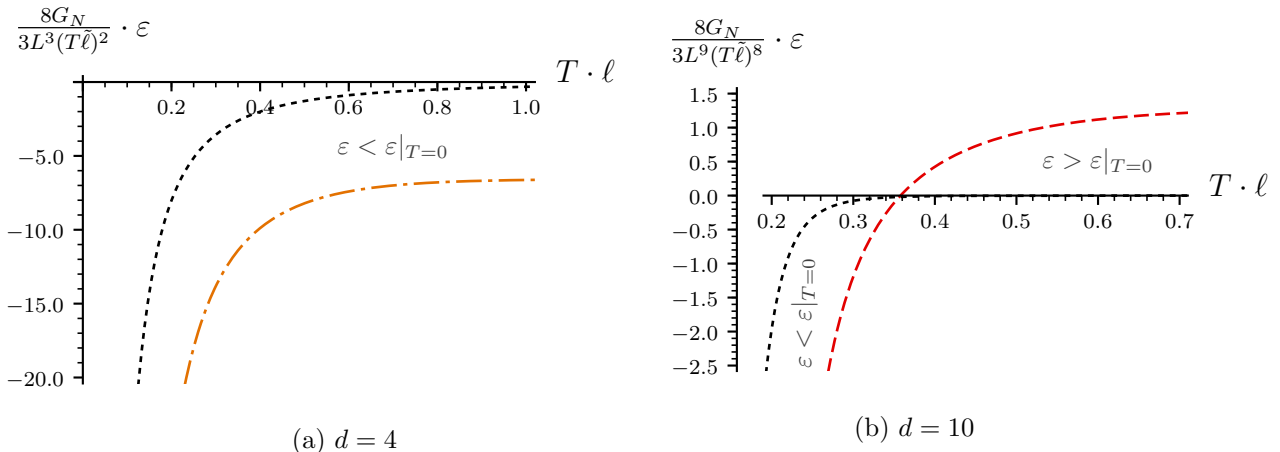 8G_N / 3L^3(Tℓ̃)^2 · ε
T · ℓ
0.2 0.4 0.6 0.8 1.0
ε < ε|_{T=0}
−5.0
−10.0
−15.0
−20.0
(a) d = 4
8G_N / 3L^9(Tℓ̃)^8 · ε
1.5
1.0
0.5
0.0
−0.5
−1.0
−1.5
−2.0
−2.5
ε > ε|_{T=0}
T · ℓ
0.2 0.3 0.4 0.5 0.6 0.7
ε < ε|_{T=0}
(b) d = 10